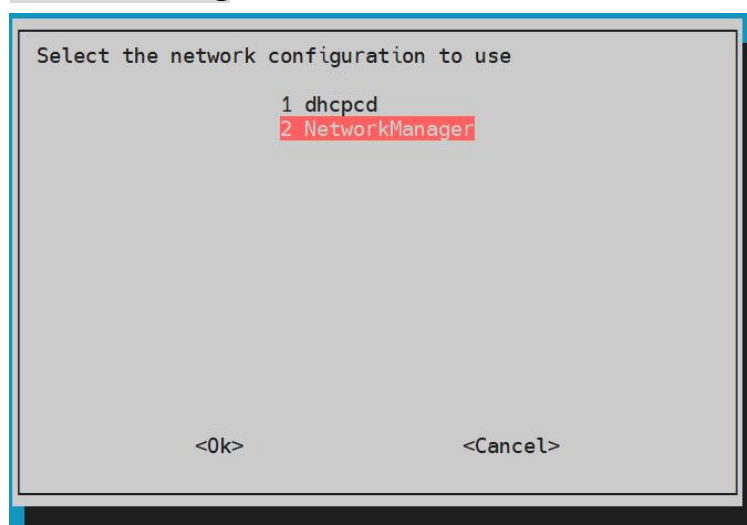 Select the network configuration to use
1 dhcpcd
2 NetworkManager
<Ok> <Cancel>